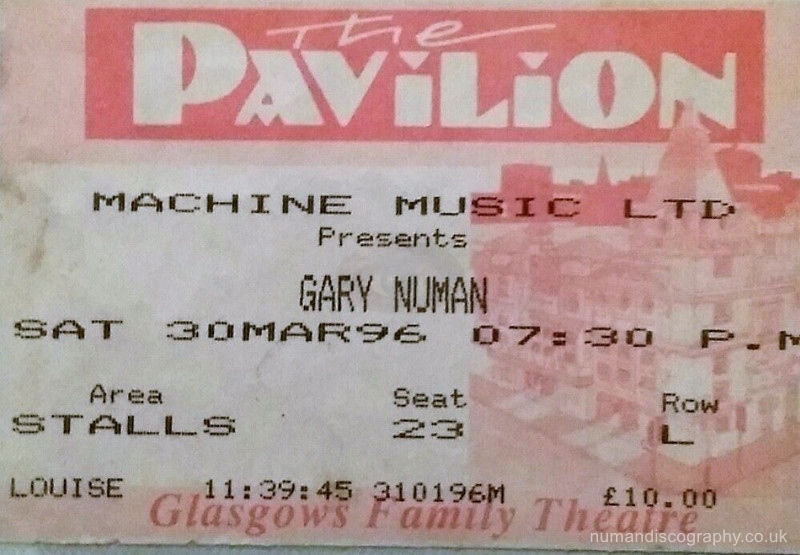 The
PAViLiON
MACHINE MUSIC LTD
Presents
GARY NUMAN
SAT 30MAR96 07:30 P.M
Area Seat Row
STALLS 23 L
LOUISE 11:39:45 310196M £10.00
Glasgows Family Theatre
numandiscography.co.uk